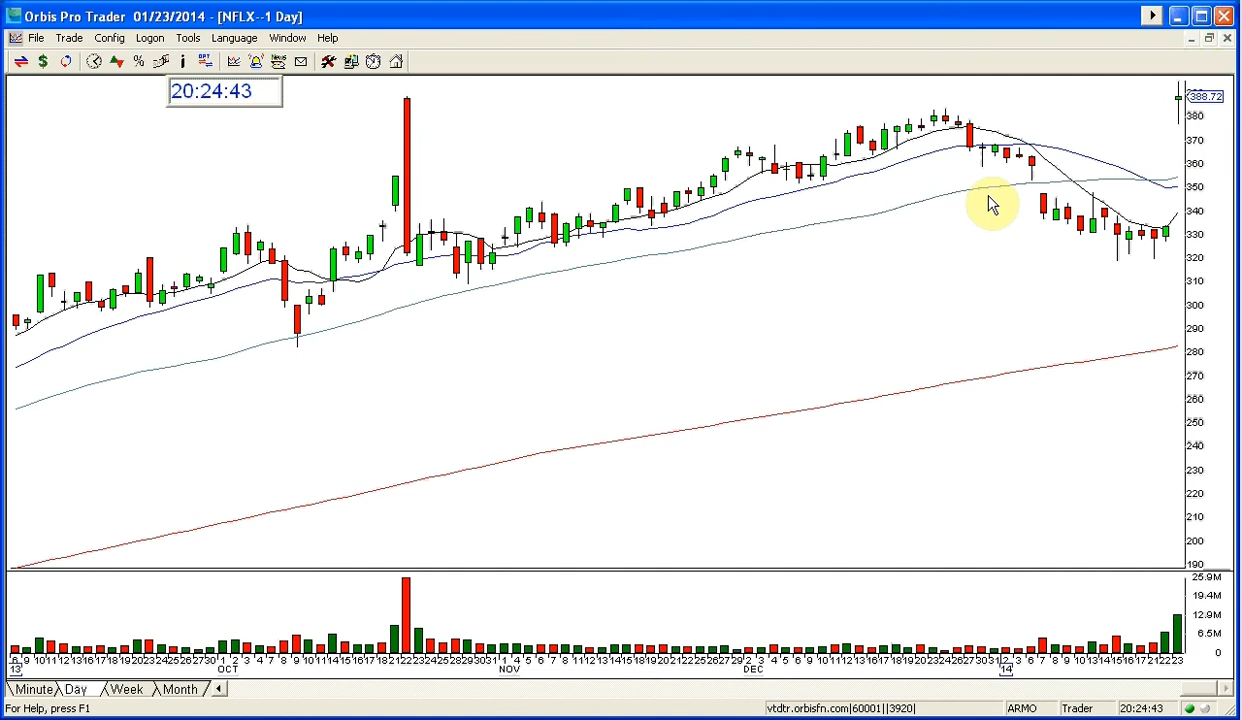 Orbis Pro Trader 01/23/2014 - [NFLX--1 Day]
File Trade Config Logon Tools Language Window Help
20:24:43
388.72
380
370
360
350
340
330
320
310
300
290
280
270
260
250
240
230
220
210
200
190
25.9M
19.4M
12.9M
6.5M
0
OCT NOV DEC 14
13
Minute Day Week Month
For Help, press F1 vtdtr.orbisfn.com|60001||3920| ARMO Trader 20:24:43